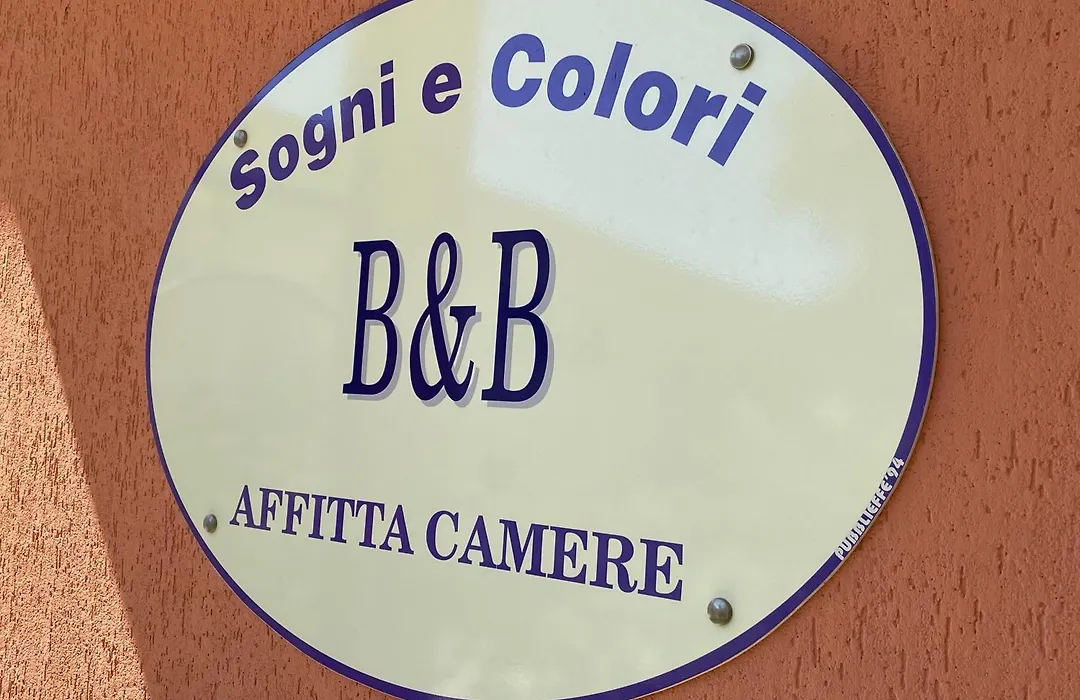 Sogni e Colori
B&B
AFFITTA CAMERE
PUBBLIEFFE'94